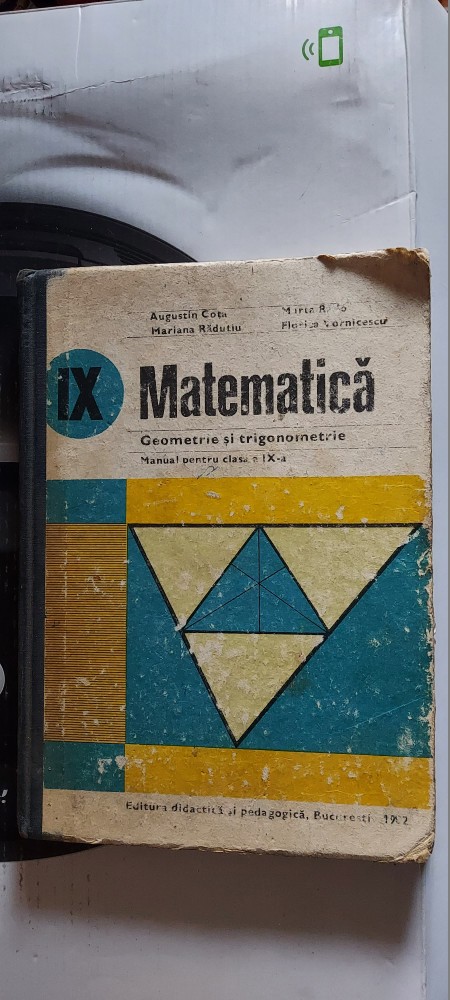 Augustin Cota
Mariana Răduțiu
Florica Vornicescu
IX
Matematică
Geometrie și trigonometrie
Manual pentru clasa a IX-a
Editura didactică și pedagogică, București